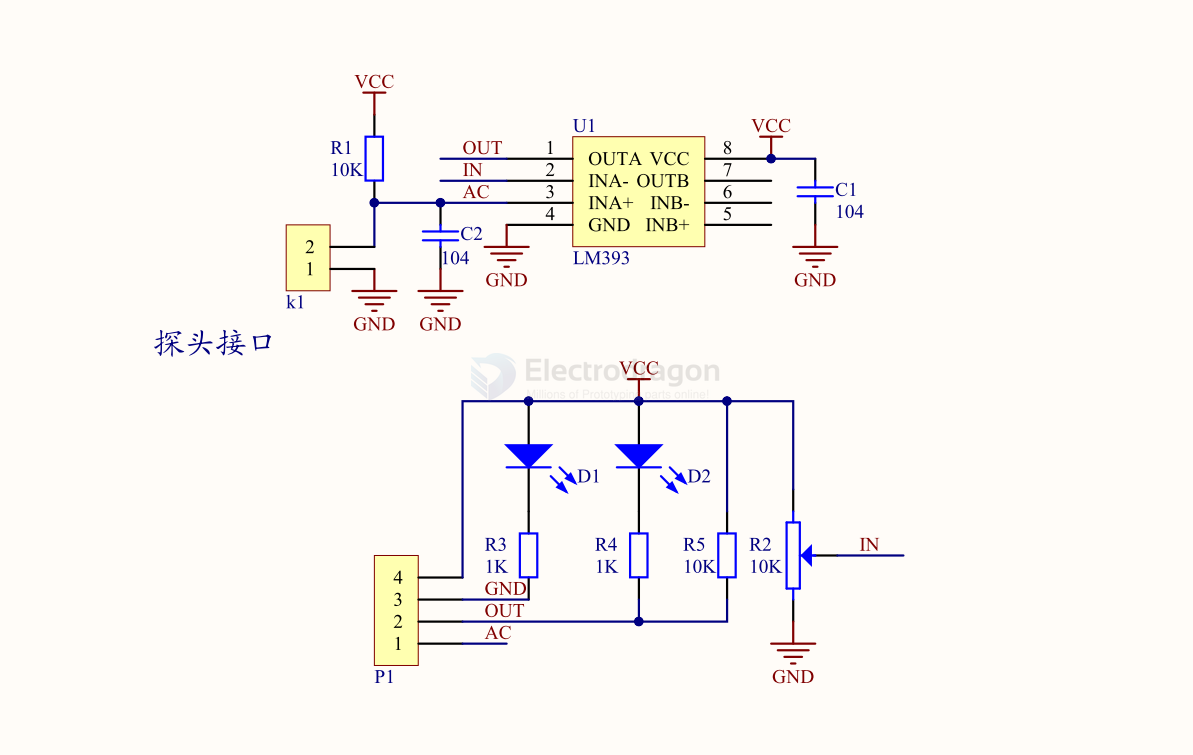 VCC
R1
10K
OUT 1
IN 2
AC 3
4
U1
OUTA VCC
INA- OUTB
INA+ INB-
GND INB+
LM393
8
7
6
5
VCC
C1
104
GND
C2
104
GND
2
1
k1
GND
GND
探头接口
Electrodragon
VCC
D1
D2
R3
1K
R4
1K
R5
10K
R2
10K
IN
4
3
2
1
GND
OUT
AC
P1
GND